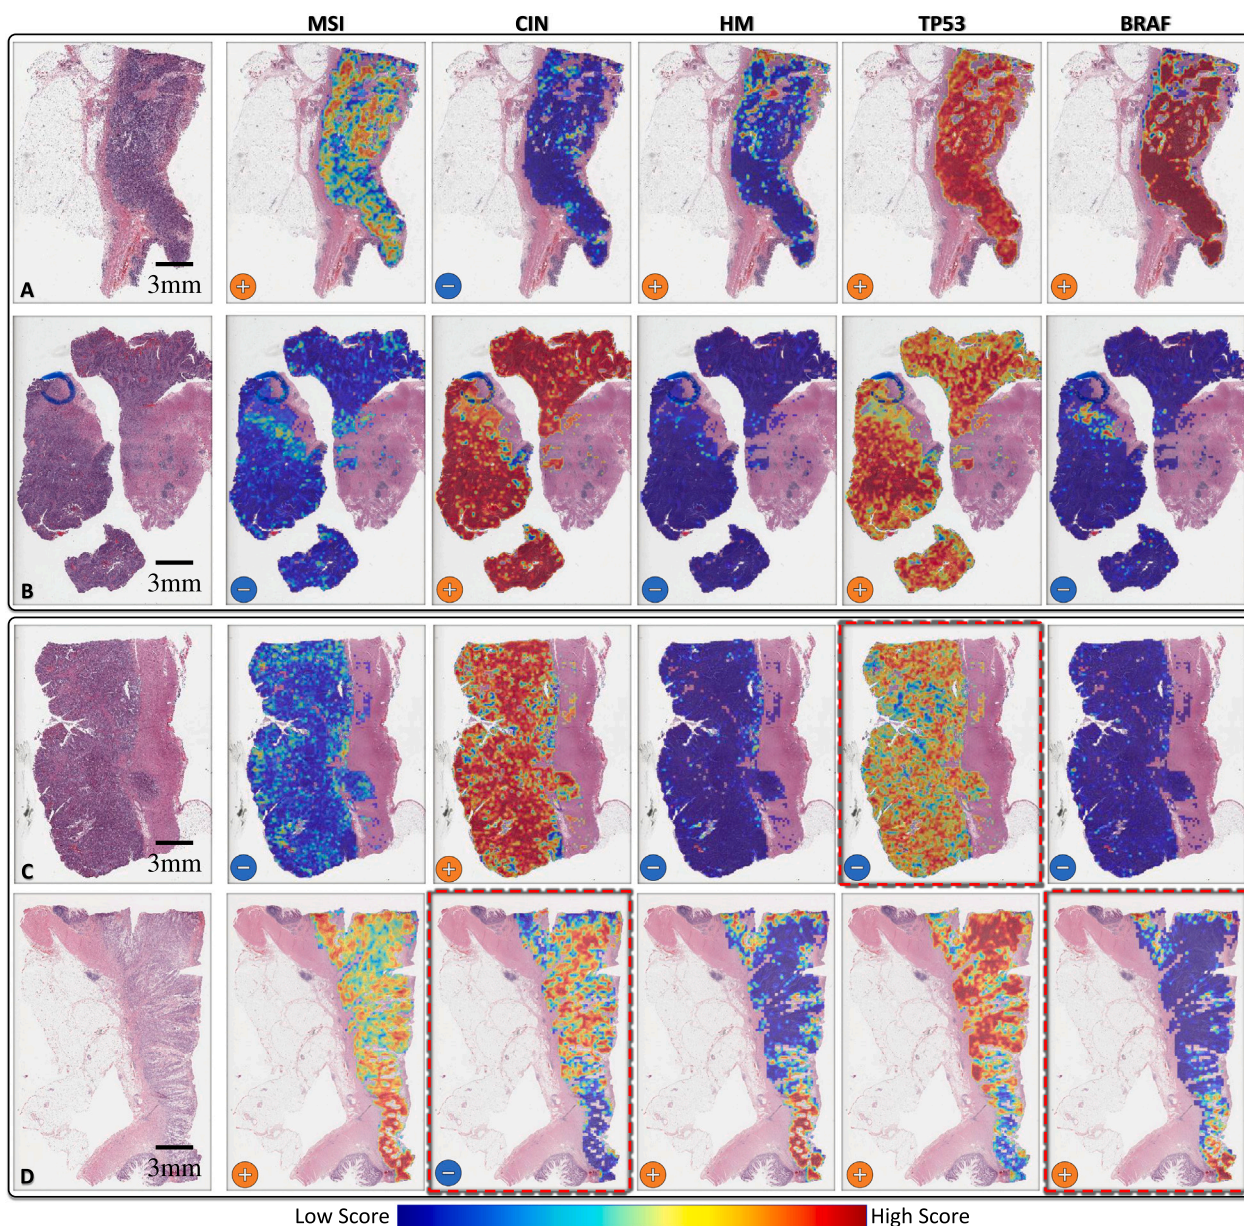 MSI CIN HM TP53 BRAF
3mm
A + − + + +
3mm
B − + − + −
3mm
C − + − − −
3mm
D + − + + +
Low Score High Score